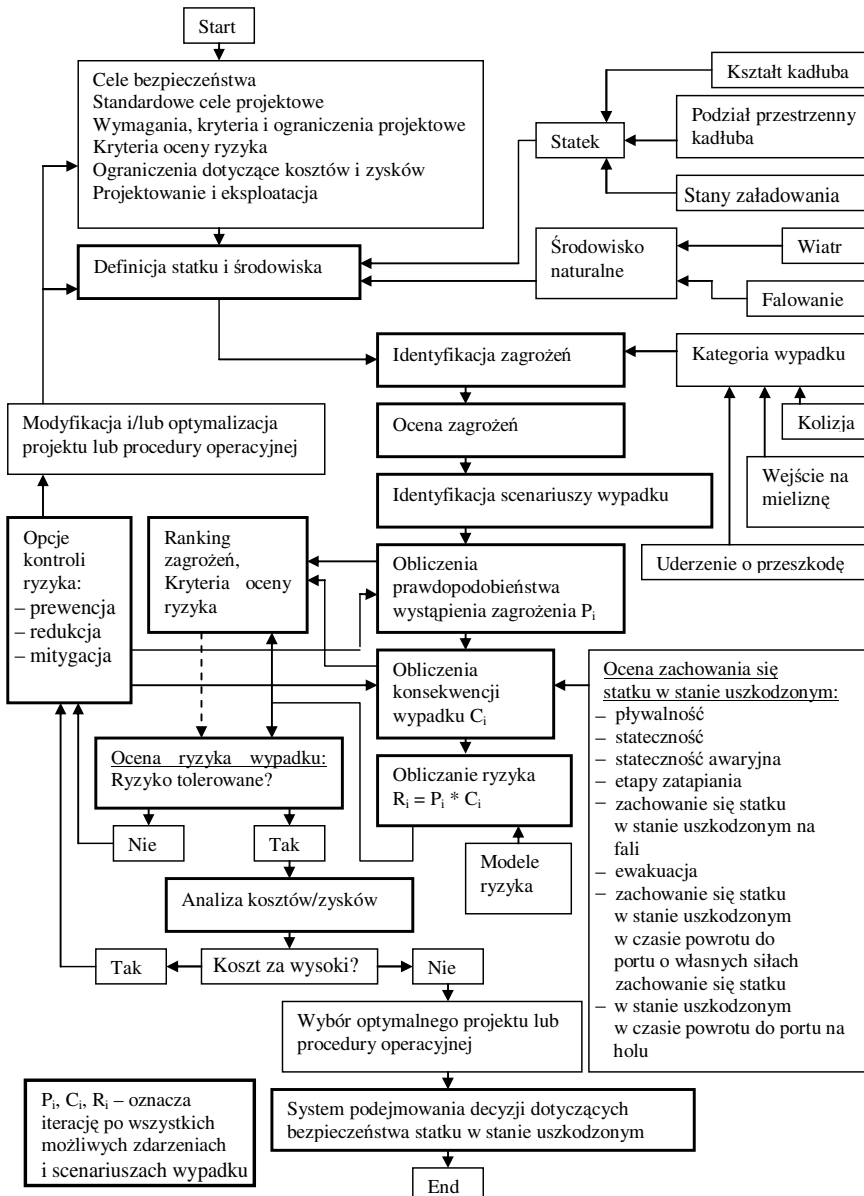 Start
Cele bezpieczeństwa
Standardowe cele projektowe
Wymagania, kryteria i ograniczenia projektowe
Kryteria oceny ryzyka
Ograniczenia dotyczące kosztów i zysków
Projektowanie i eksploatacja
Kształt kadłuba
Podział przestrzenny
kadłuba
Statek
Stany załadowania
Definicja statku i środowiska
Środowisko
naturalne
Wiatr
Falowanie
Identyfikacja zagrożeń
Kategoria wypadku
Kolizja
Wejście na
mieliznę
Uderzenie o przeszkodę
Modyfikacja i/lub optymalizacja
projektu lub procedury operacyjnej
Ocena zagrożeń
Identyfikacja scenariuszy wypadku
Opcje
kontroli
ryzyka:
– prewencja
– redukcja
– mitygacja
Ranking
zagrożeń,
Kryteria oceny
ryzyka
Obliczenia
prawdopodobieństwa
wystąpienia zagrożenia Pi
Obliczenia
konsekwencji
wypadku Ci
Ocena zachowania się
statku w stanie uszkodzonym:
– pływalność
– stateczność
– stateczność awaryjna
– etapy zatapiania
– zachowanie się statku
w stanie uszkodzonym na
fali
– ewakuacja
– zachowanie się statku
w stanie uszkodzonym
w czasie powrotu do
portu o własnych siłach
zachowanie się statku
– w stanie uszkodzonym
w czasie powrotu do portu na
holu
Ocena ryzyka wypadku:
Ryzyko tolerowane?
Obliczanie ryzyka
Ri = Pi * Ci
Nie
Tak
Modele
ryzyka
Analiza kosztów/zysków
Tak
Koszt za wysoki?
Nie
Wybór optymalnego projektu lub
procedury operacyjnej
Pi, Ci, Ri – oznacza
iterację po wszystkich
możliwych zdarzeniach
i scenariuszach wypadku
System podejmowania decyzji dotyczących
bezpieczeństwa statku w stanie uszkodzonym
End